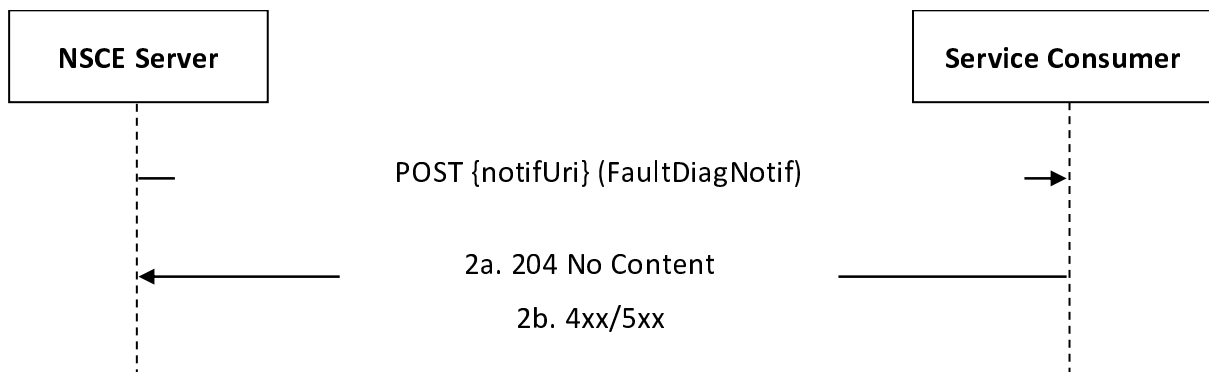 NSCE Server
Service Consumer
POST {notifUri} (FaultDiagNotif)
2a. 204 No Content
2b. 4xx/5xx